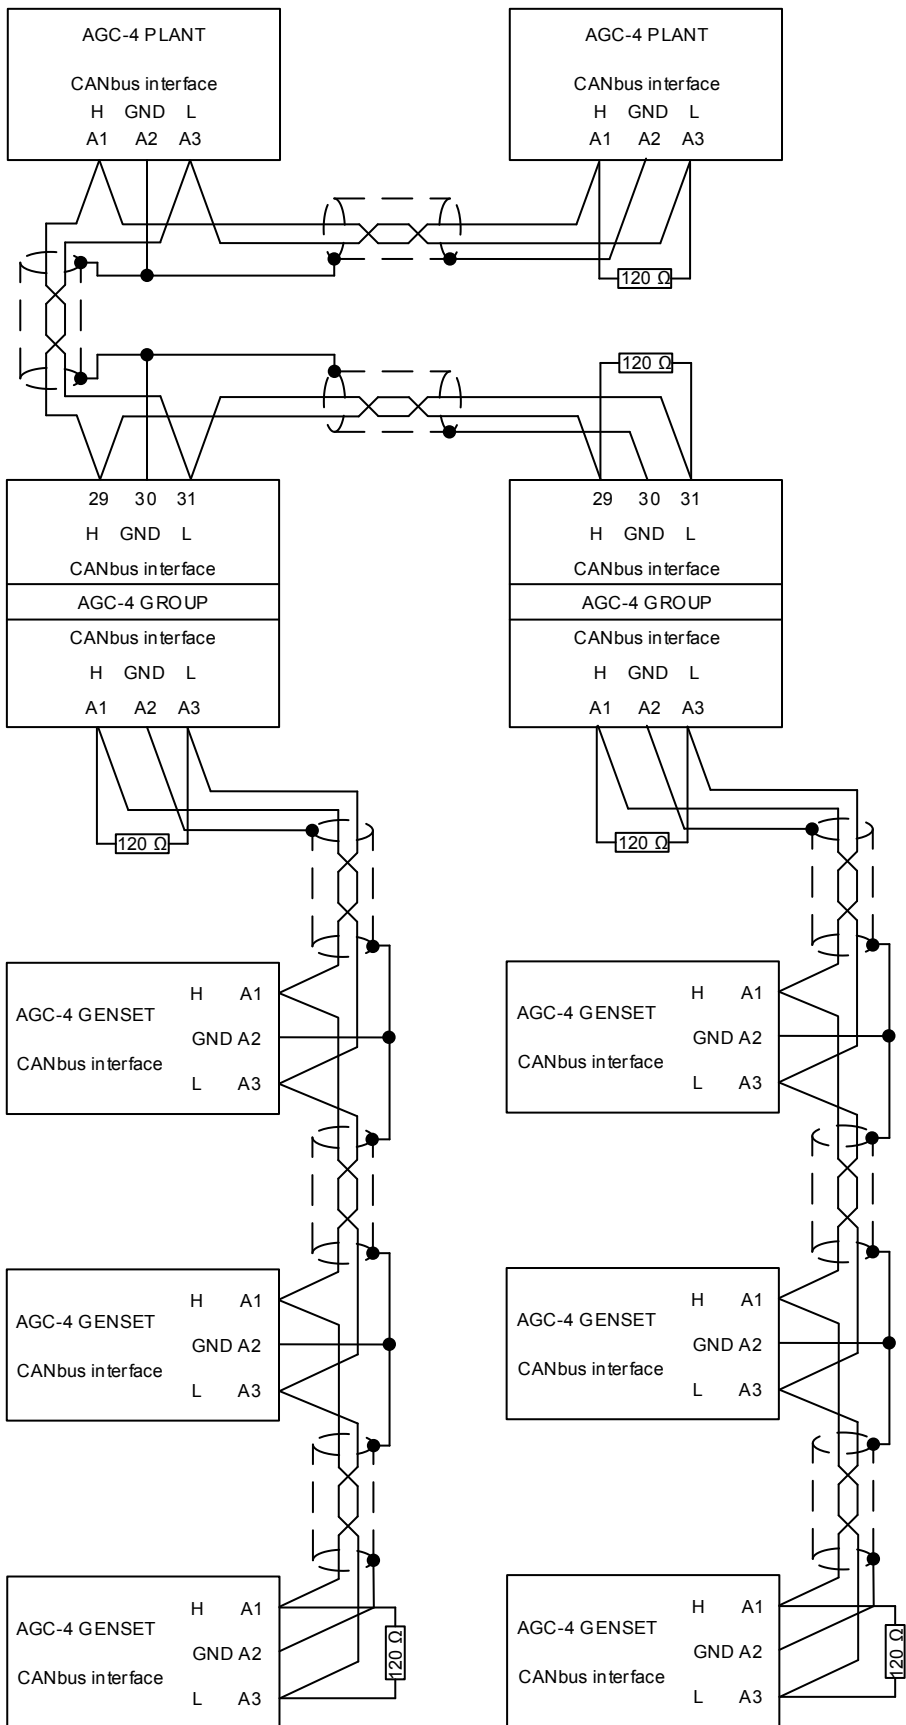 AGC-4 PLANT
CANbus interface
H GND L
A1 A2 A3
AGC-4 PLANT
CANbus interface
H GND L
A1 A2 A3
120 Ω
120 Ω
29 30 31
H GND L
CANbus interface
AGC-4 GROUP
CANbus interface
H GND L
A1 A2 A3
120 Ω
29 30 31
H GND L
CANbus interface
AGC-4 GROUP
CANbus interface
H GND L
A1 A2 A3
120 Ω
AGC-4 GENSET
CANbus interface
H A1
GND A2
L A3
AGC-4 GENSET
CANbus interface
H A1
GND A2
L A3
AGC-4 GENSET
CANbus interface
H A1
GND A2
L A3
AGC-4 GENSET
CANbus interface
H A1
GND A2
L A3
AGC-4 GENSET
CANbus interface
H A1
GND A2
L A3
120 Ω
AGC-4 GENSET
CANbus interface
H A1
GND A2
L A3
120 Ω